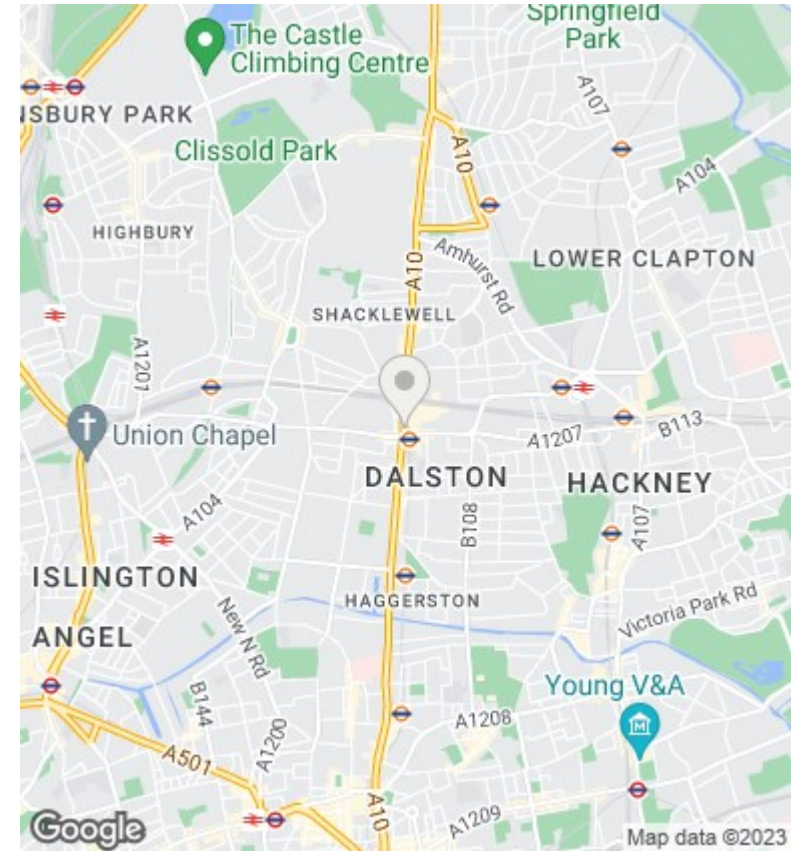 Springfield
Park
The Castle
Climbing Centre
A107
NSBURY PARK
A10
Clissold Park
A104
HIGHBURY
A10
Amhurst Rd
LOWER CLAPTON
SHACKLEWELL
A1201
Union Chapel
A1207
B113
DALSTON
HACKNEY
A104
B108
A107
ISLINGTON
HAGGERSTON
New N Rd
Victoria Park Rd
ANGEL
Young V&A
B144
A1200
A1208
A501
A10
A1209
Google
Map data ©2023